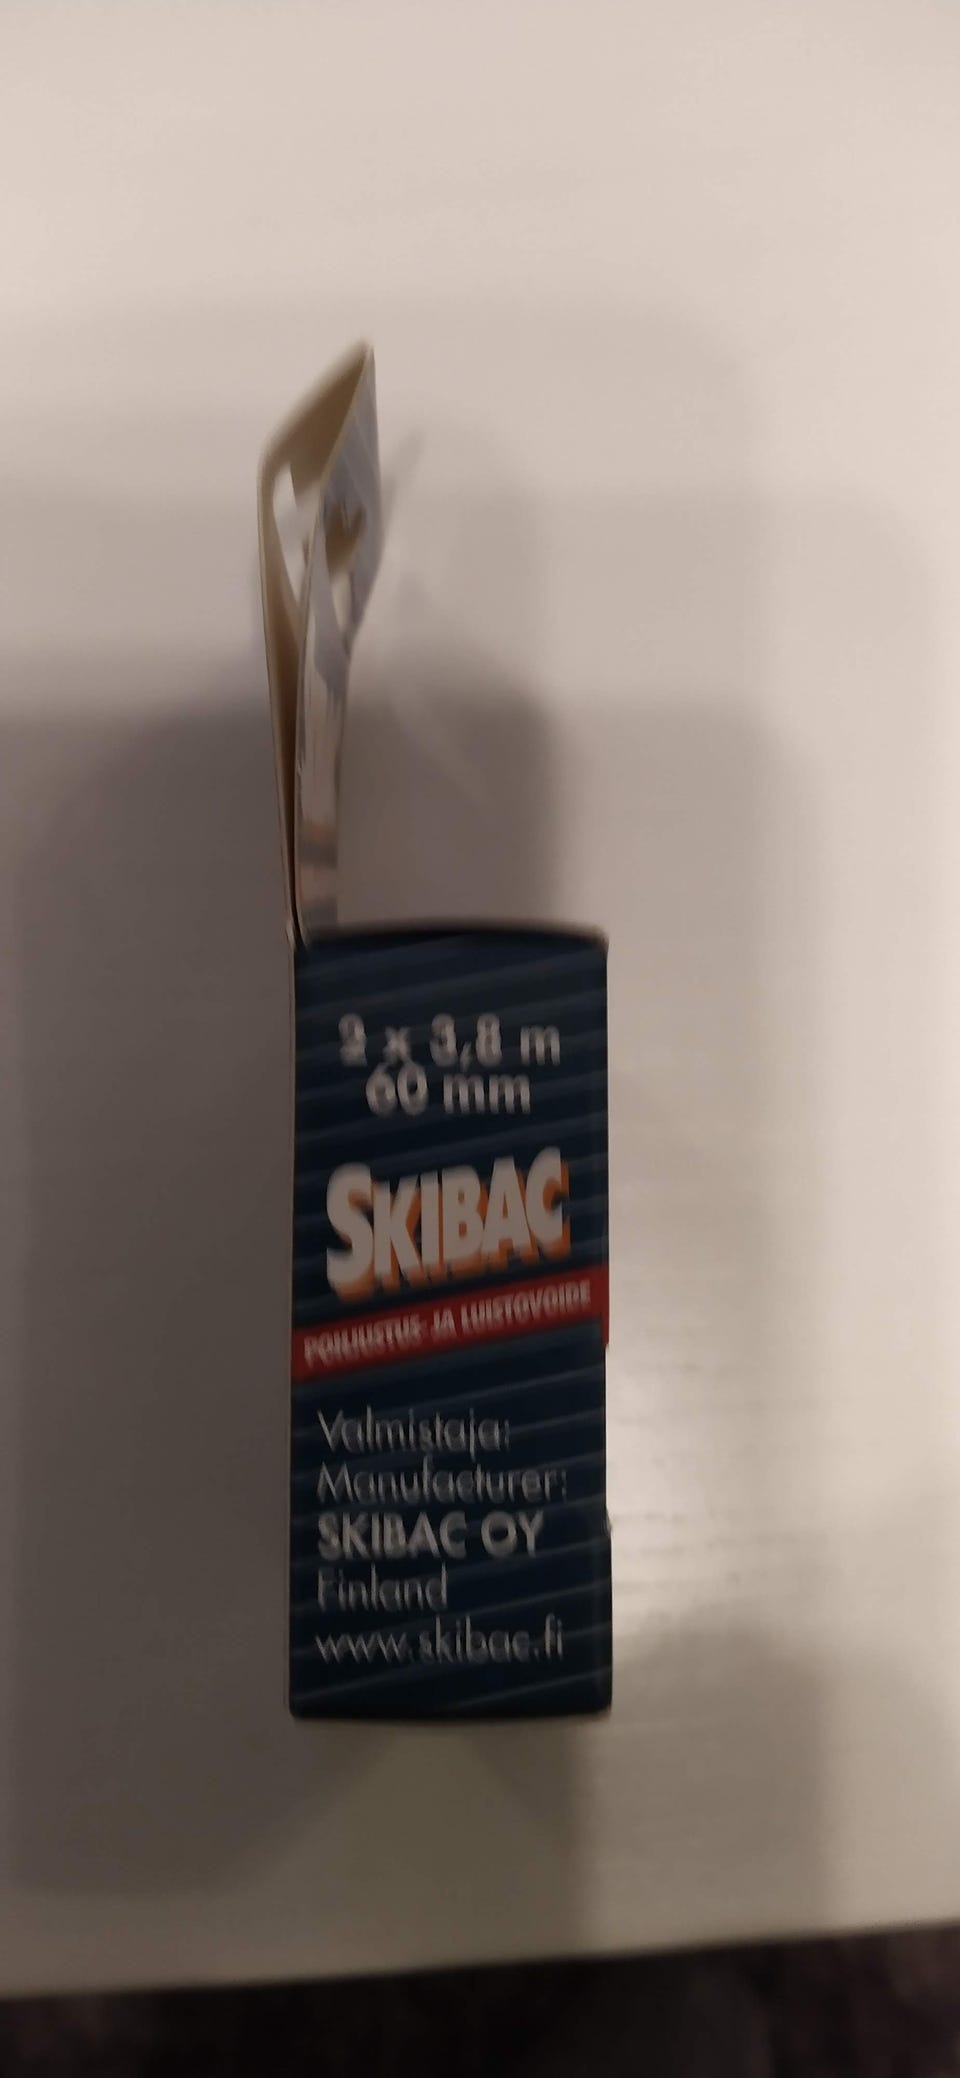 2 x 3,8 m
60 mm
SKIBAC
POHJUSTUS- JA LUISTOVOIDE
Valmistaja:
Manufacturer:
SKIBAC OY
Finland
www.skibac.fi